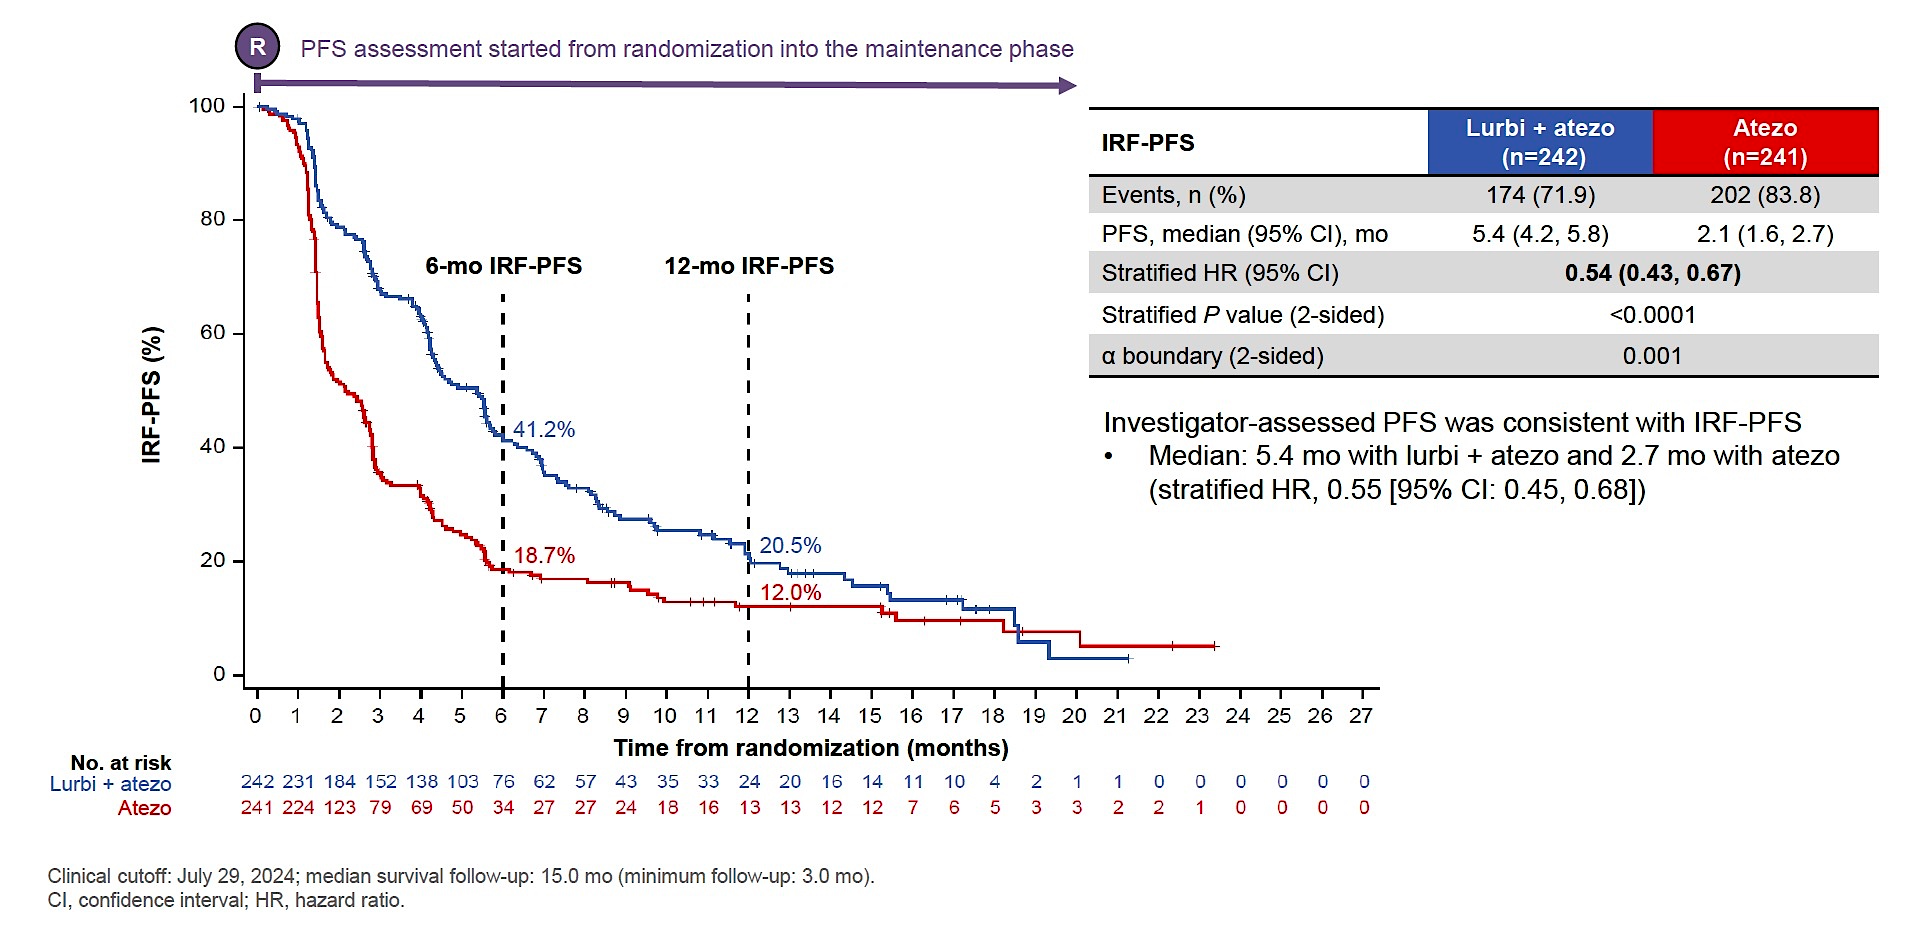 R PFS assessment started from randomization into the maintenance phase
IRF-PFS (%)
100
80
60
40
20
0
6-mo IRF-PFS 12-mo IRF-PFS
41.2%
18.7%
20.5%
12.0%
0 1 2 3 4 5 6 7 8 9 10 11 12 13 14 15 16 17 18 19 20 21 22 23 24 25 26 27
Time from randomization (months)
No. at risk
Lurbi + atezo 242 231 184 152 138 103 76 62 57 43 35 33 24 20 16 14 11 10 4 2 1 1 0 0 0 0 0 0
Atezo 241 224 123 79 69 50 34 27 27 24 18 16 13 13 12 12 7 6 5 3 3 2 2 1 0 0 0 0
IRF-PFS Lurbi + atezo (n=242) Atezo (n=241)
Events, n (%) 174 (71.9) 202 (83.8)
PFS, median (95% CI), mo 5.4 (4.2, 5.8) 2.1 (1.6, 2.7)
Stratified HR (95% CI) 0.54 (0.43, 0.67)
Stratified P value (2-sided) <0.0001
α boundary (2-sided) 0.001
Investigator-assessed PFS was consistent with IRF-PFS
• Median: 5.4 mo with lurbi + atezo and 2.7 mo with atezo
(stratified HR, 0.55 [95% CI: 0.45, 0.68])
Clinical cutoff: July 29, 2024; median survival follow-up: 15.0 mo (minimum follow-up: 3.0 mo).
CI, confidence interval; HR, hazard ratio.